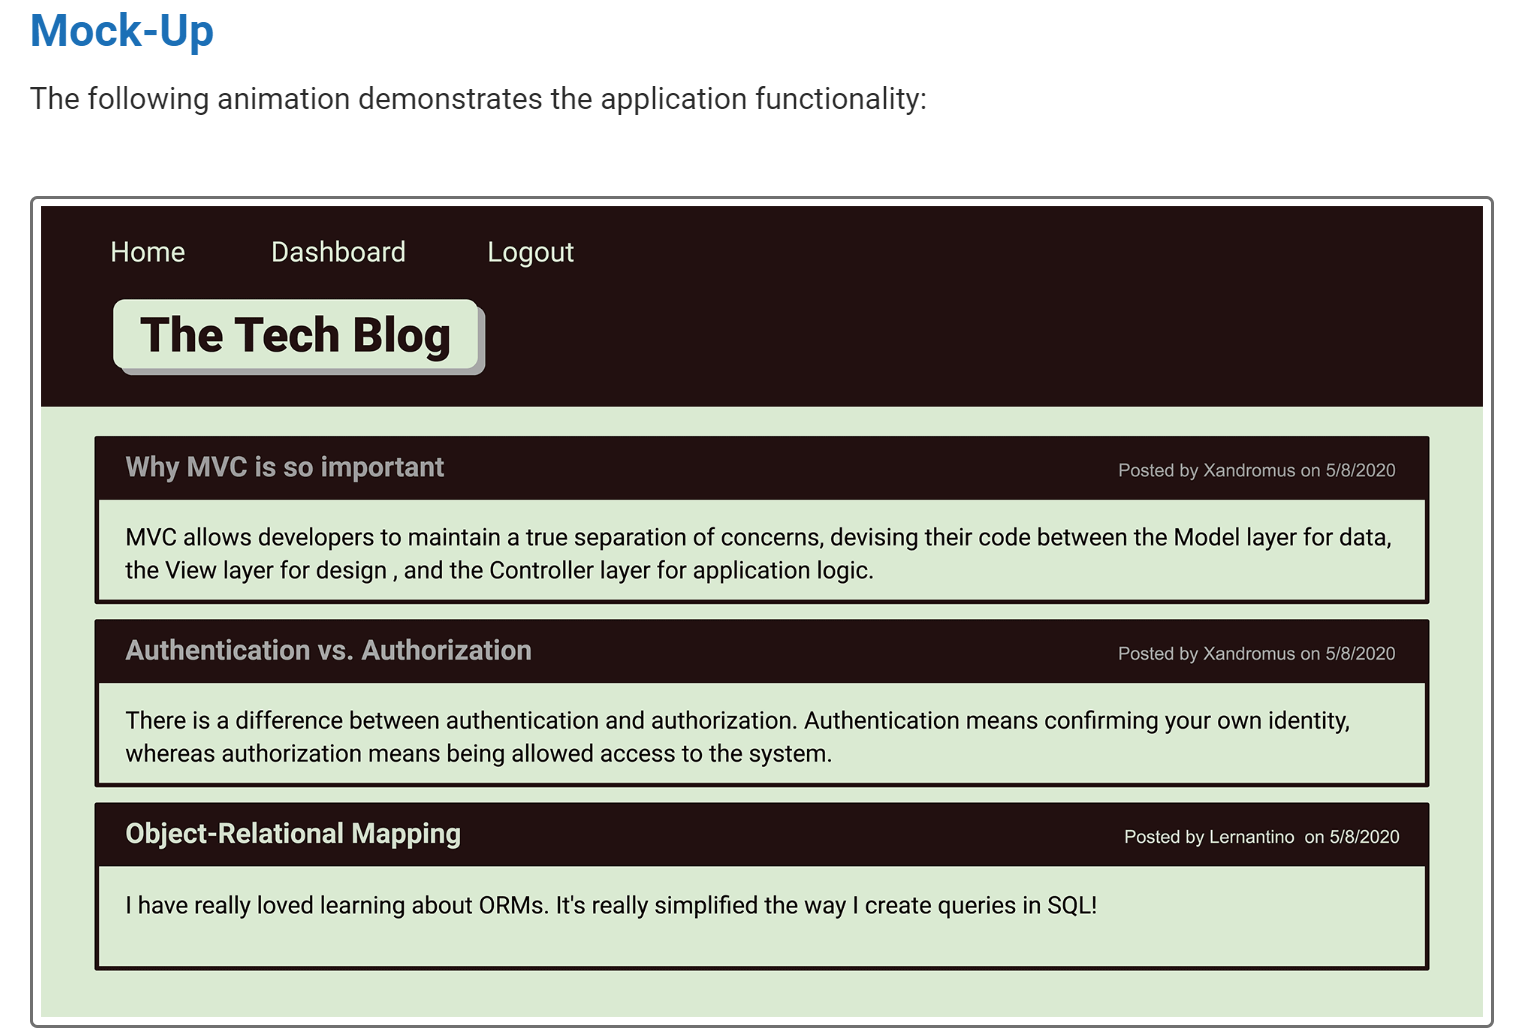 Mock-Up
The following animation demonstrates the application functionality:
Home Dashboard Logout
The Tech Blog
Why MVC is so important Posted by Xandromus on 5/8/2020
MVC allows developers to maintain a true separation of concerns, devising their code between the Model layer for data,
the View layer for design , and the Controller layer for application logic.
Authentication vs. Authorization Posted by Xandromus on 5/8/2020
There is a difference between authentication and authorization. Authentication means confirming your own identity,
whereas authorization means being allowed access to the system.
Object-Relational Mapping Posted by Lernantino  on 5/8/2020
I have really loved learning about ORMs. It's really simplified the way I create queries in SQL!